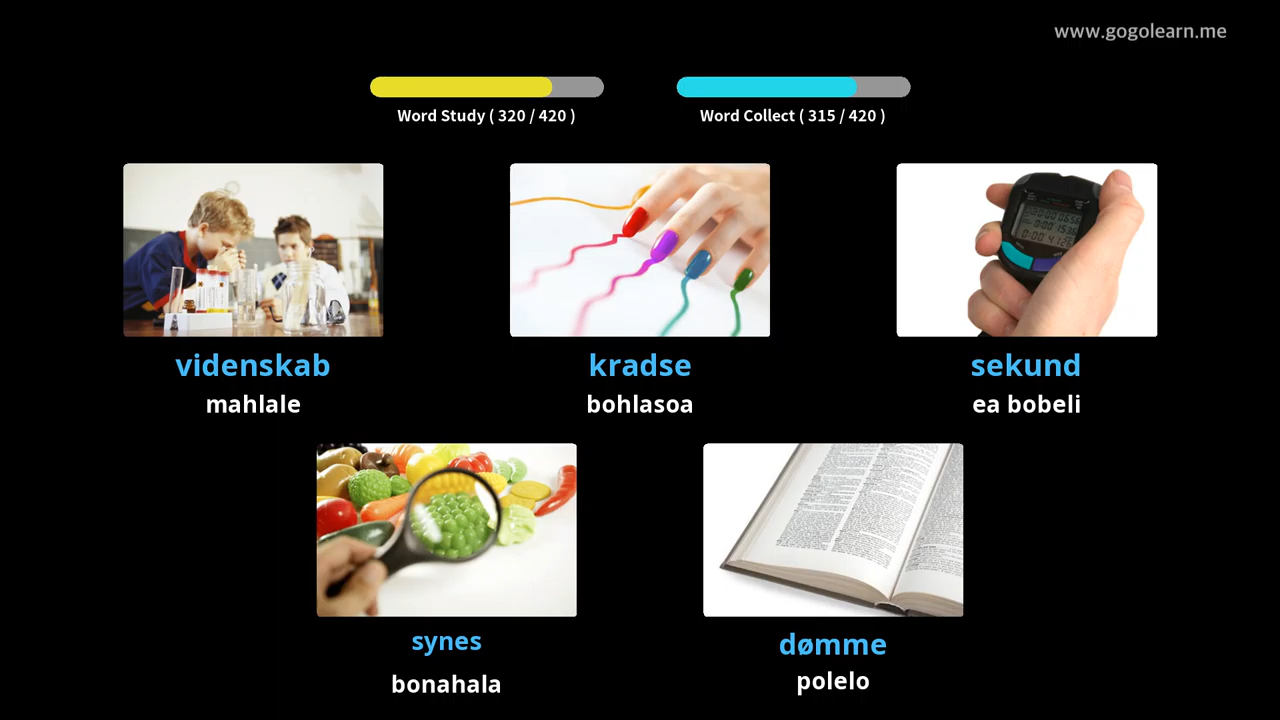 www.gogolearn.me
Word Study ( 320 / 420 )
Word Collect ( 315 / 420 )
videnskab
mahlale
kradse
bohlasoa
sekund
ea bobeli
synes
bonahala
dømme
polelo